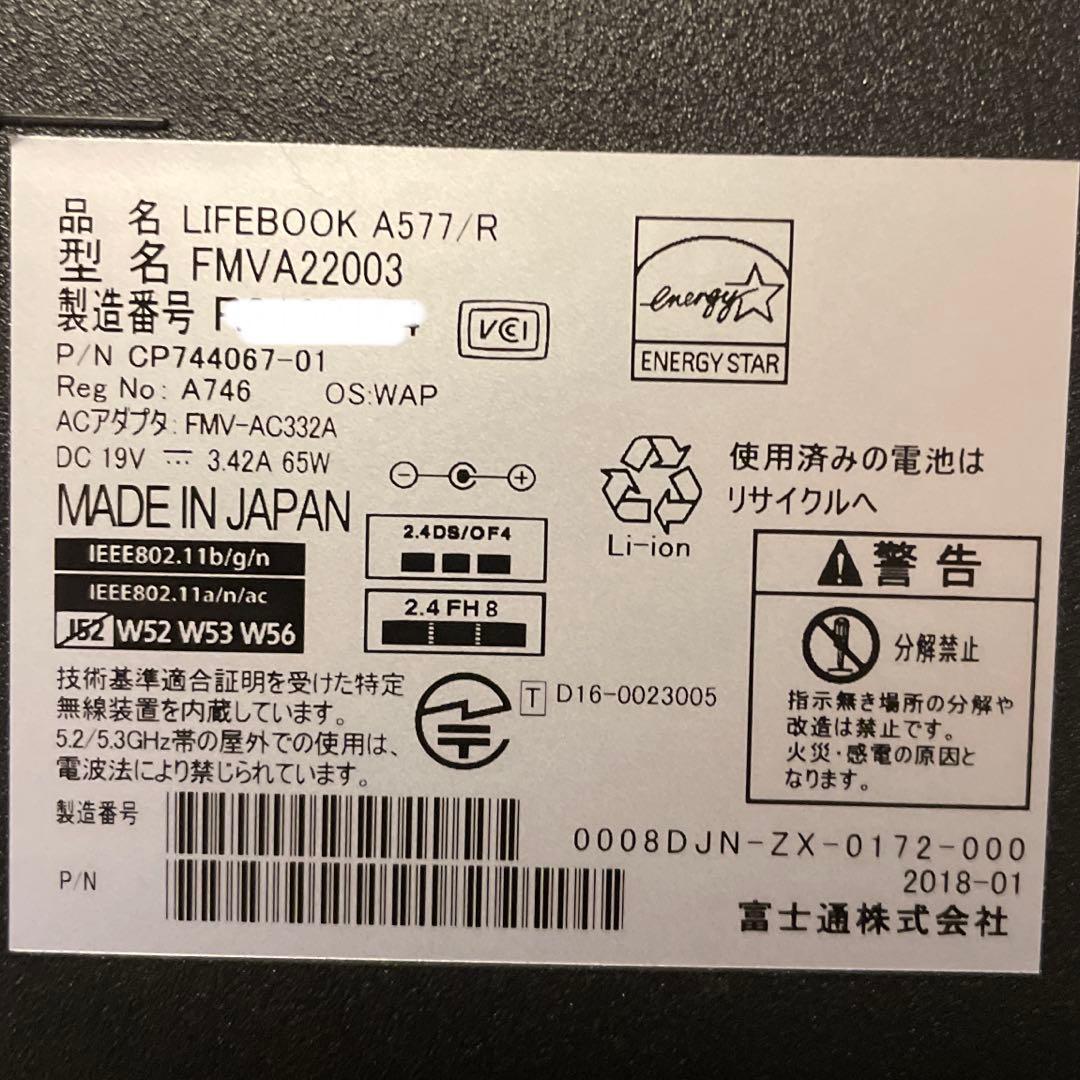 品 名 LIFEBOOK A577/R
型 名 FMVA22003
製造番号 F
VCCI
P/N CP744067-01
Reg No: A746 OS:WAP
ACアダプタ: FMV-AC332A
DC 19V ⎓ 3.42A 65W
MADE IN JAPAN
IEEE802.11b/g/n
IEEE802.11a/n/ac
J52 W52 W53 W56
2.4DS/OF4
2.4FH8
energy
ENERGY STAR
Li-ion
使用済みの電池は
リサイクルへ
警告
分解禁止
指示無き場所の分解や
改造は禁止です。
火災・感電の原因と
なります。
技術基準適合証明を受けた特定
無線装置を内蔵しています。
5.2/5.3GHz帯の屋外での使用は、
電波法により禁じられています。
T D16-0023005
製造番号
P/N
0008DJN-ZX-0172-000
2018-01
富士通株式会社